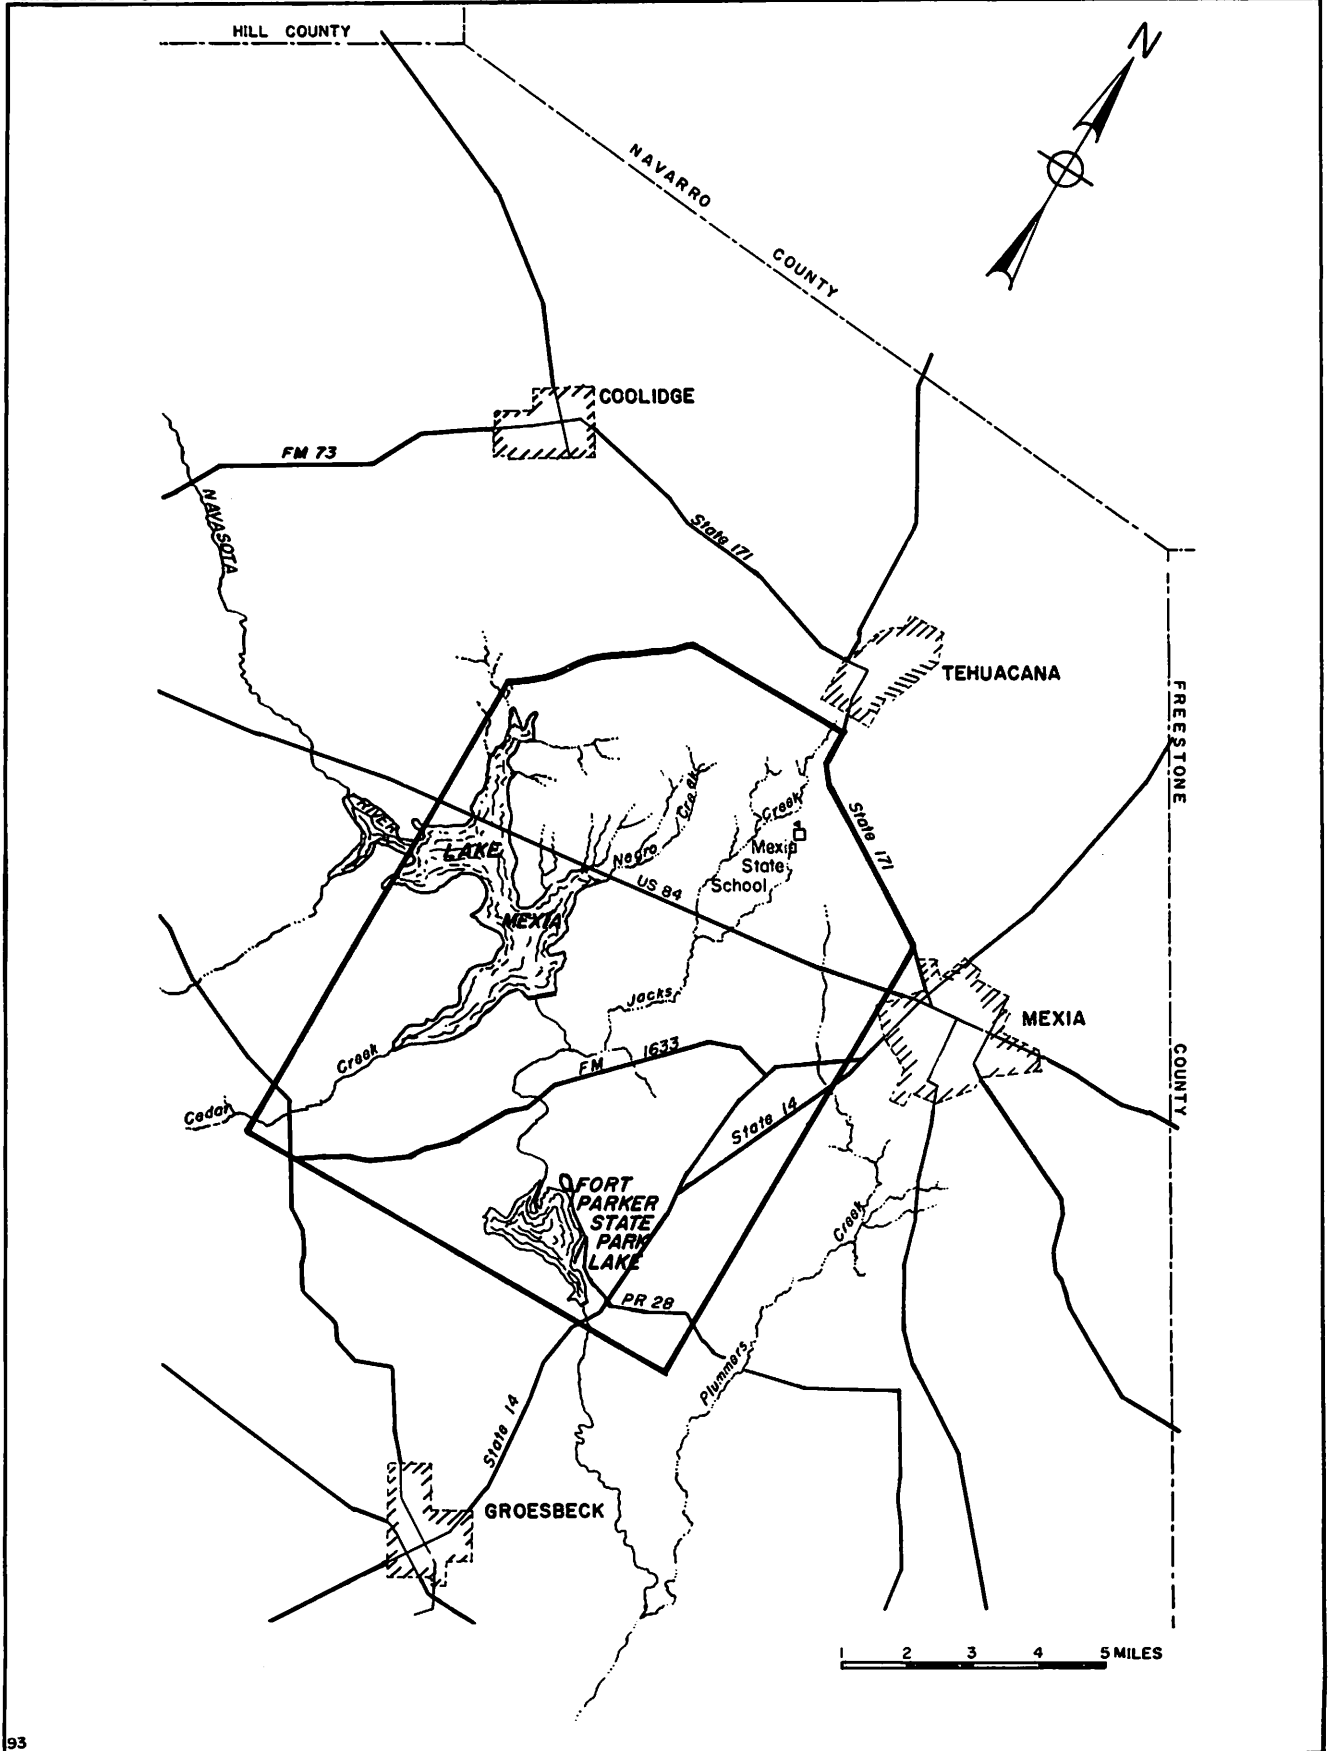 HILL COUNTY
N
NAVARRO
COUNTY
COOLIDGE
FM 73
NAVASOTA
State 171
TEHUACANA
FREESTONE
RIVER
Creek
Creek
State 171
LAKE
Negro
Mexia
State
School
US 84
MEXIA
Jacks
MEXIA
FM 1633
Creek
COUNTY
Cedar
State 14
FORT
PARKER
STATE
PARK
LAKE
Creek
PR 28
Plummers
State 14
GROESBECK
1 2 3 4 5 MILES
93